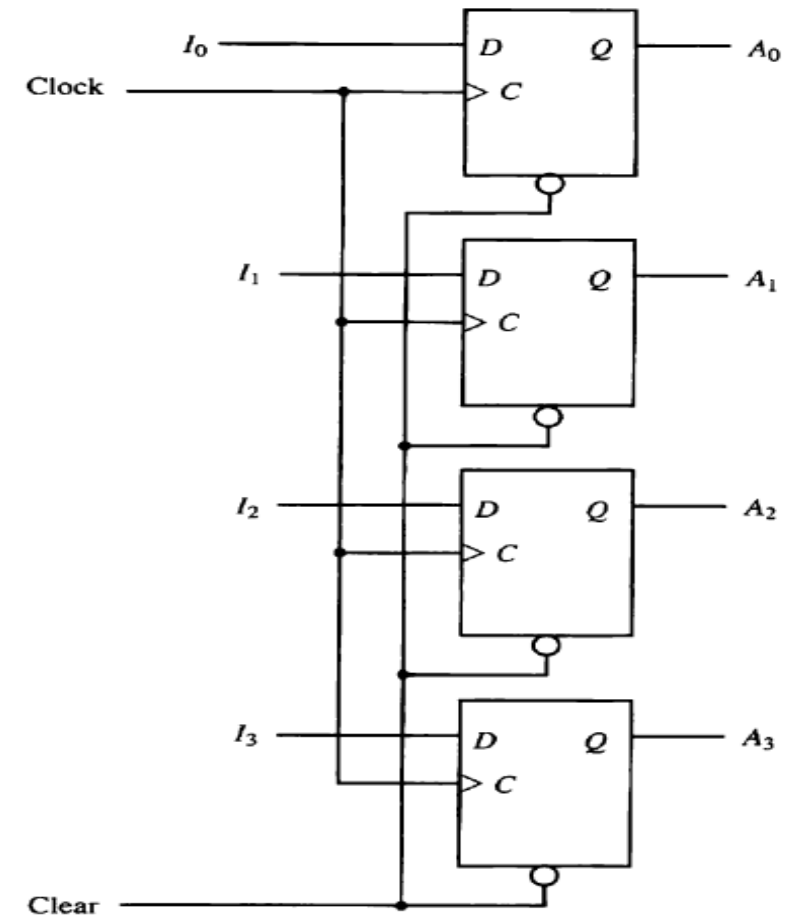 I0 D Q A0
Clock C
I1 D Q A1
C
I2 D Q A2
C
I3 D Q A3
C
Clear